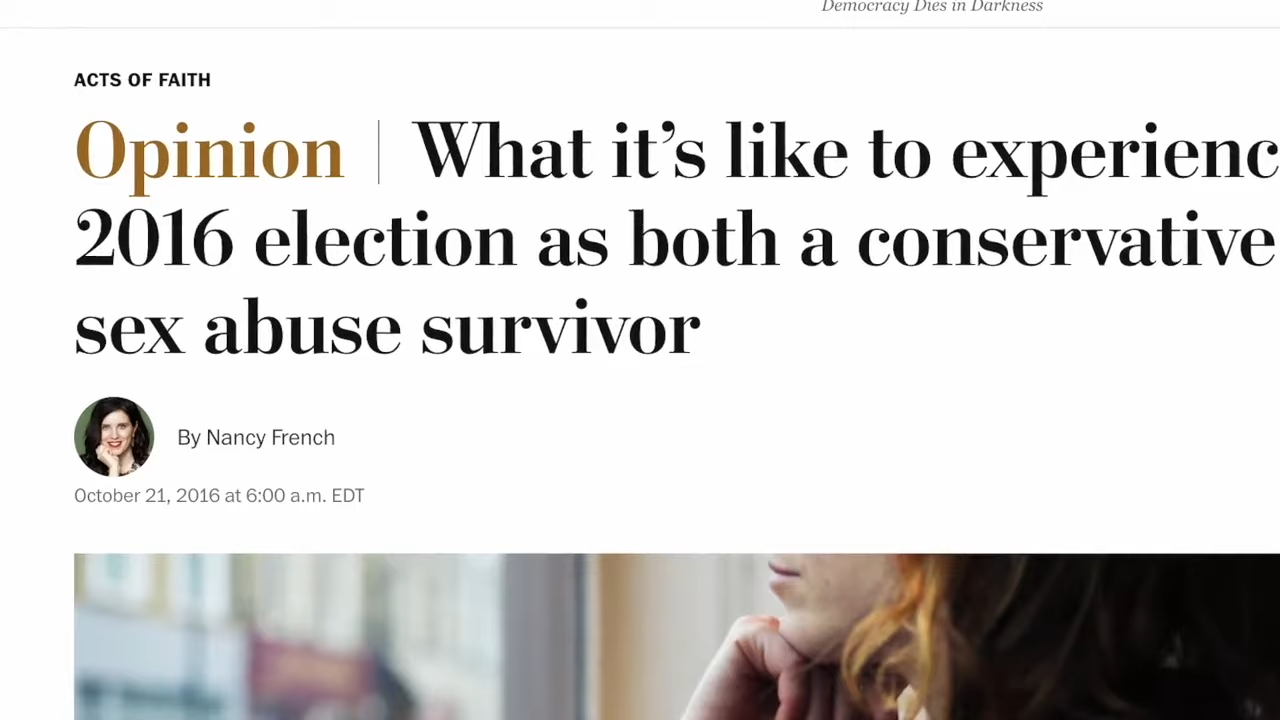 Democracy Dies in Darkness
ACTS OF FAITH
Opinion | What it’s like to experienc
2016 election as both a conservative
sex abuse survivor
By Nancy French
October 21, 2016 at 6:00 a.m. EDT